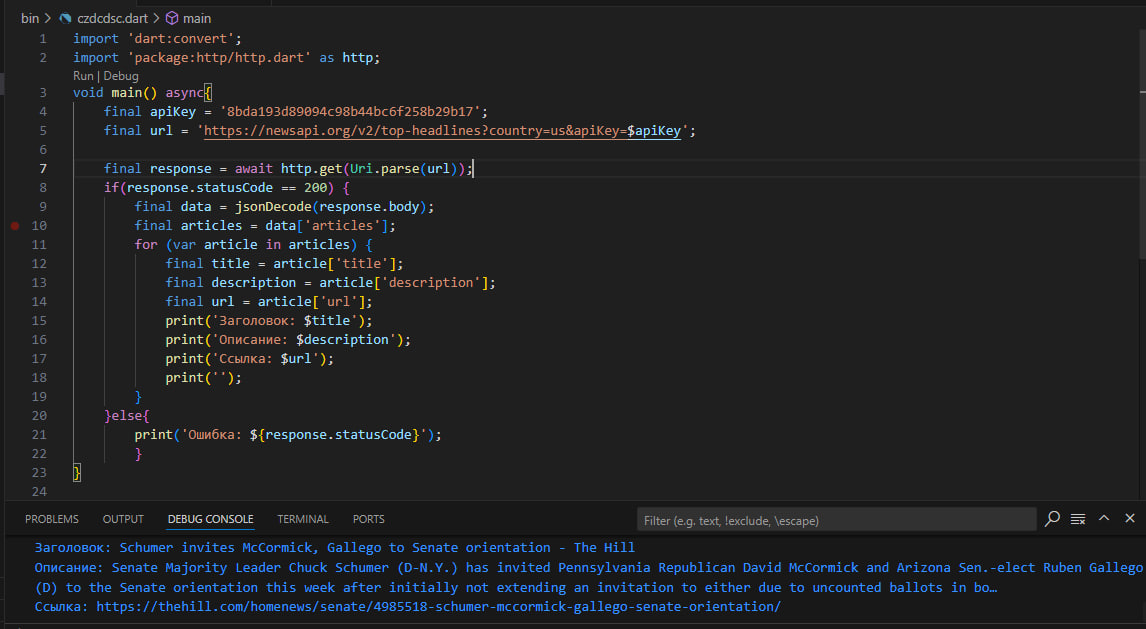 bin > czdcdsc.dart > main
1 import 'dart:convert';
2 import 'package:http/http.dart' as http;
Run | Debug
3 void main() async{
4 final apiKey = '8bda193d89094c98b44bc6f258b29b17';
5 final url = 'https://newsapi.org/v2/top-headlines?country=us&apiKey=$apiKey';
6
7 final response = await http.get(Uri.parse(url));
8 if(response.statusCode == 200) {
9 final data = jsonDecode(response.body);
10 final articles = data['articles'];
11 for (var article in articles) {
12 final title = article['title'];
13 final description = article['description'];
14 final url = article['url'];
15 print('Заголовок: $title');
16 print('Описание: $description');
17 print('Ссылка: $url');
18 print('');
19 }
20 }else{
21 print('Ошибка: ${response.statusCode}');
22 }
23 }
24
PROBLEMS OUTPUT DEBUG CONSOLE TERMINAL PORTS Filter (e.g. text, !exclude, \escape)
Заголовок: Schumer invites McCormick, Gallego to Senate orientation - The Hill
Описание: Senate Majority Leader Chuck Schumer (D-N.Y.) has invited Pennsylvania Republican David McCormick and Arizona Sen.-elect Ruben Gallego
(D) to the Senate orientation this week after initially not extending an invitation to either due to uncounted ballots in bo…
Ссылка: https://thehill.com/homenews/senate/4985518-schumer-mccormick-gallego-senate-orientation/